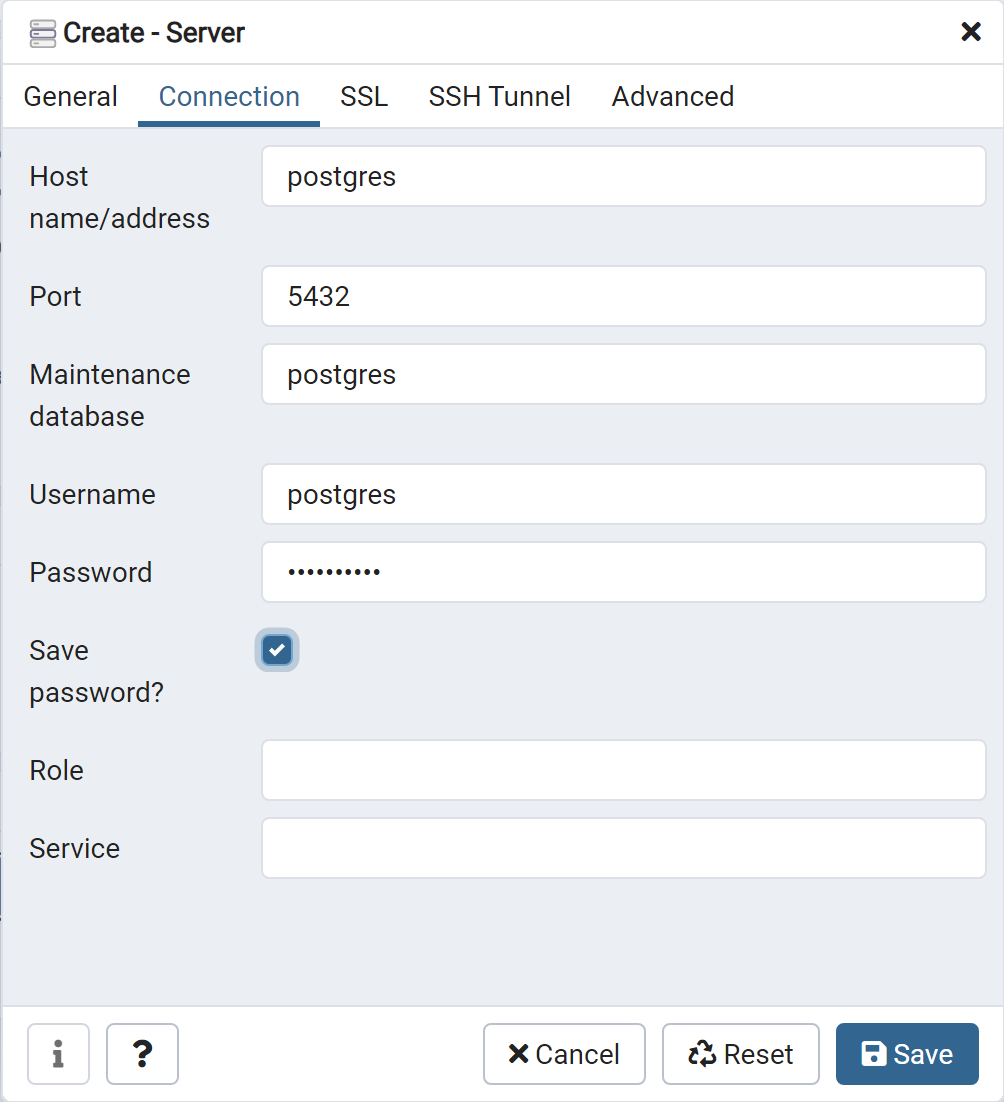 Create - Server
General Connection SSL SSH Tunnel Advanced
Host name/address
postgres
Port
5432
Maintenance database
postgres
Username
postgres
Password
••••••••••
Save password?
Role
Service
i ? Cancel Reset Save